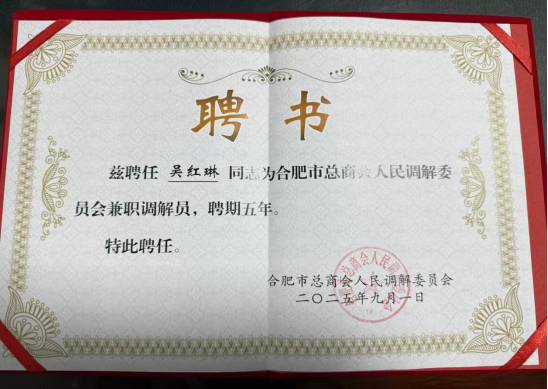 聘书
兹聘任 吴红琳 同志为合肥市总商会人民调解委
员会兼职调解员，聘期五年。
特此聘任。
合肥市总商会人民调解委员会
二〇二五年九月一日